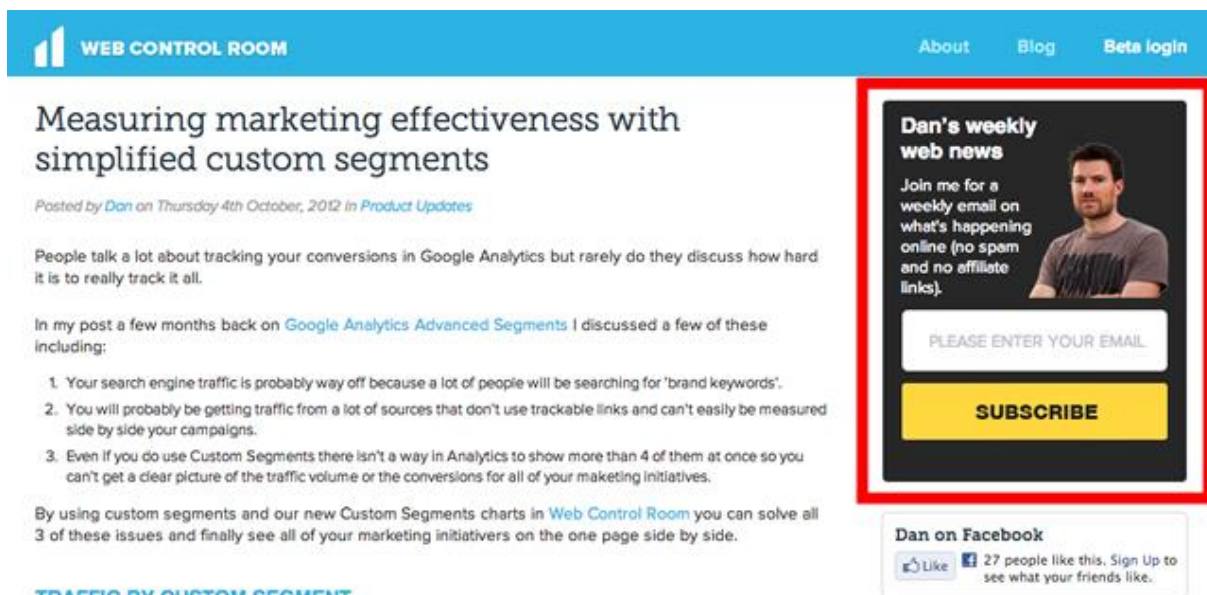 WEB CONTROL ROOM
About Blog Beta login
Measuring marketing effectiveness with
simplified custom segments
Posted by Dan on Thursday 4th October, 2012 in Product Updates
People talk a lot about tracking your conversions in Google Analytics but rarely do they discuss how hard
it is to really track it all.
In my post a few months back on Google Analytics Advanced Segments I discussed a few of these
including:
1. Your search engine traffic is probably way off because a lot of people will be searching for 'brand keywords'.
2. You will probably be getting traffic from a lot of sources that don't use trackable links and can't easily be measured
side by side your campaigns.
3. Even if you do use Custom Segments there isn't a way in Analytics to show more than 4 of them at once so you
can't get a clear picture of the traffic volume or the conversions for all of your maketing initiatives.
By using custom segments and our new Custom Segments charts in Web Control Room you can solve all
3 of these issues and finally see all of your marketing initiativers on the one page side by side.
TRAFFIC BY CUSTOM SEGMENT
Dan's weekly
web news
Join me for a
weekly email on
what's happening
online (no spam
and no affiliate
links).
PLEASE ENTER YOUR EMAIL
SUBSCRIBE
Dan on Facebook
Like 27 people like this. Sign Up to
see what your friends like.